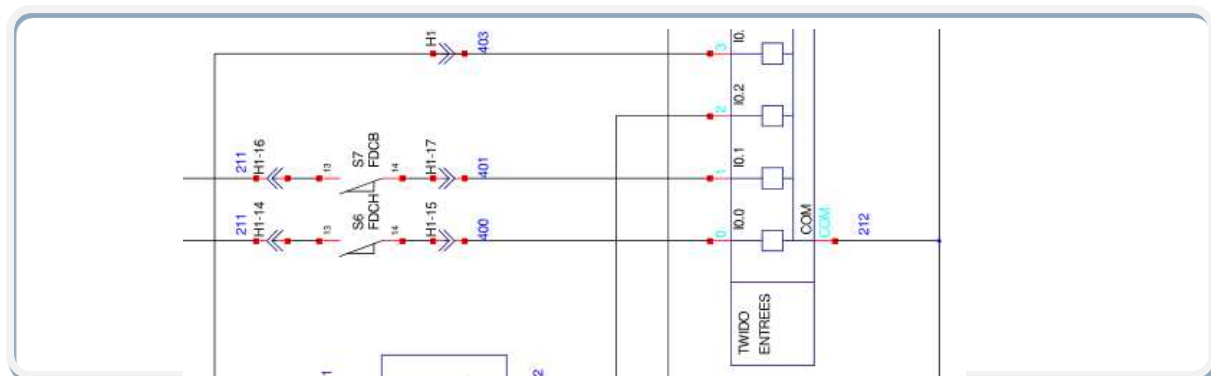 H1
403
3
I0.
2
I0.2
211
H1-16
13
S7
FDCB
14
H1-17
401
1
I0.1
211
H1-14
13
S6
FDCH
14
H1-15
400
0
I0.0
COM
COM
212
TWIDO
ENTREES
1
2